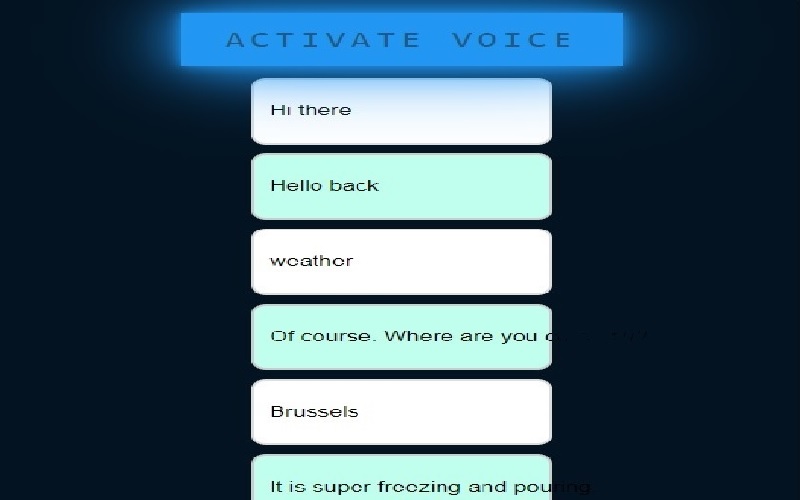 ACTIVATE VOICE
Hi there
Hello back
weather
Of course. Where are you
Brussels
It is super freezing and pouring